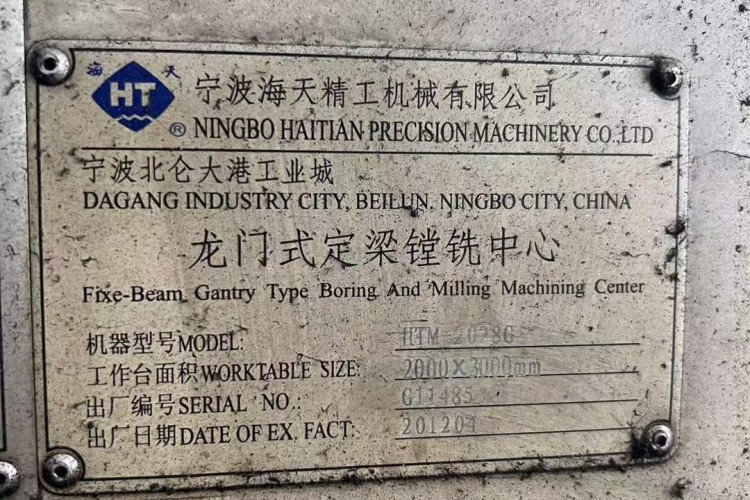 海 天
HT
®
宁波海天精工机械有限公司
NINGBO HAITIAN PRECISION MACHINERY CO.,LTD
宁波北仑大港工业城
DAGANG INDUSTRY CITY, BEILUN. NINGBO CITY, CHINA
龙门式定梁镗铣中心
Fixe-Beam Gantry Type Boring And Milling Machining Center
机器型号MODEL: HTM-2028G
工作台面积WORKTABLE SIZE: 2000×3000mm
出厂编号SERIAL NO.: G11485
出厂日期DATE OF EX. FACT: 201204